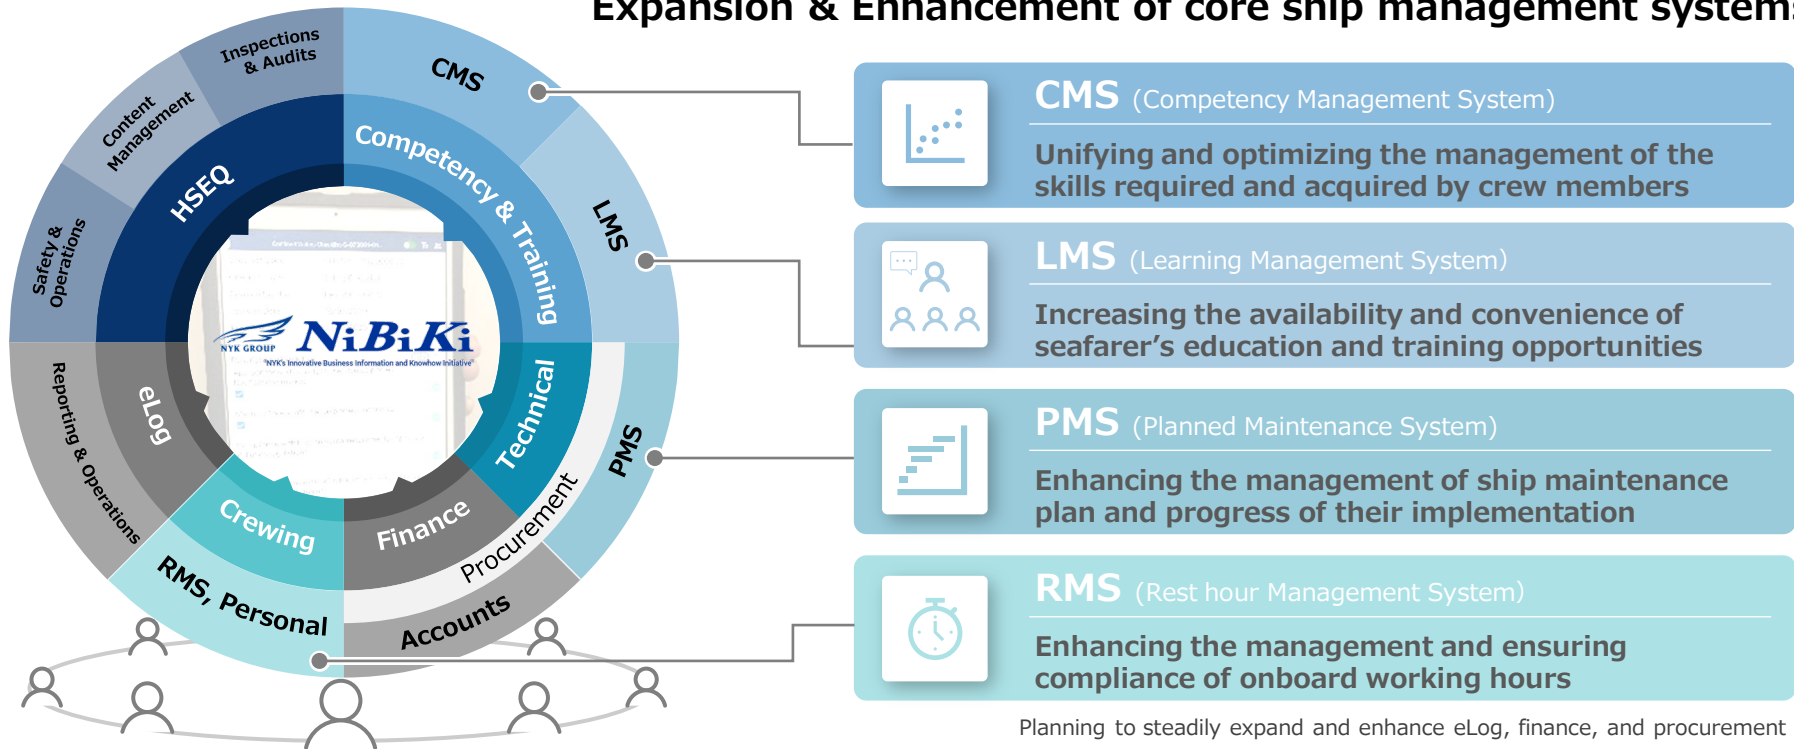 Expansion & Enhancement of core ship management systems
Inspections
& Audits
Content
Management
Safety &
Operations
HSEQ
CMS
Competency & Training
LMS
NYK GROUP
NiBiKi
"NYK's Innovative Business Information and Knowhow Initiative"
eLog
Reporting & Operations
Technical
PMS
Crewing
RMS, Personal
Finance
Procurement
Accounts
CMS (Competency Management System)
Unifying and optimizing the management of the
skills required and acquired by crew members
LMS (Learning Management System)
Increasing the availability and convenience of
seafarer's education and training opportunities
PMS (Planned Maintenance System)
Enhancing the management of ship maintenance
plan and progress of their implementation
RMS (Rest hour Management System)
Enhancing the management and ensuring
compliance of onboard working hours
Planning to steadily expand and enhance eLog, finance, and procurement